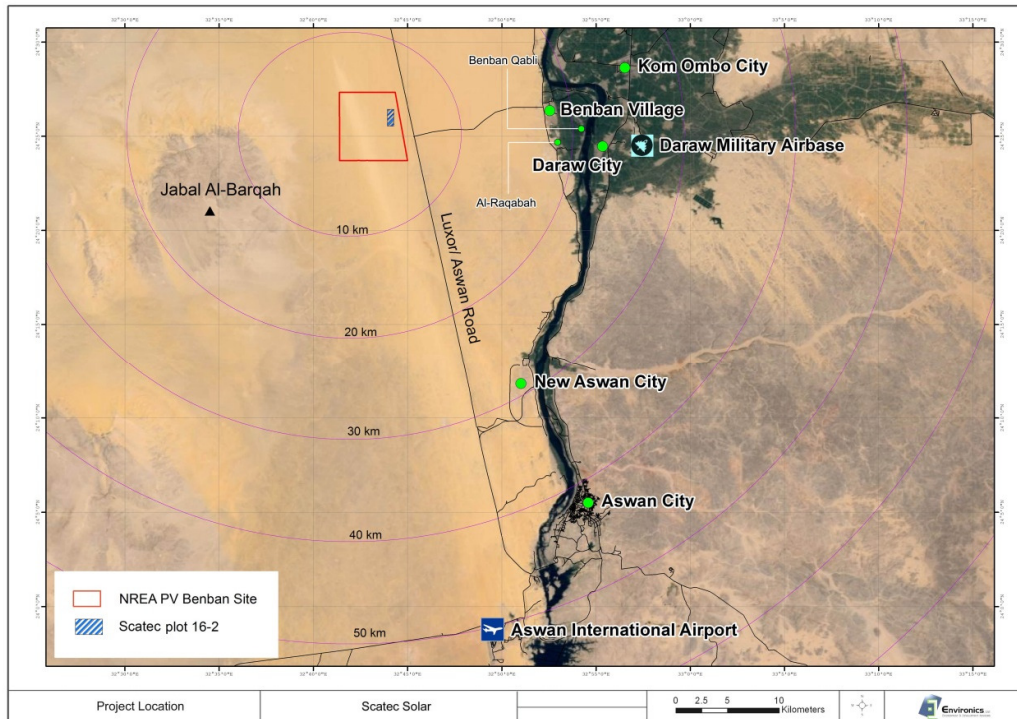 Kom Ombo City
Benban Qabli
Benban Village
Daraw Military Airbase
Daraw City
Jabal Al-Barqah
Al-Raqabah
10 km
Luxor/ Aswan Road
20 km
New Aswan City
30 km
Aswan City
40 km
NREA PV Benban Site
Scatec plot 16-2
50 km
Aswan International Airport
Project Location
Scatec Solar
0 2.5 5 10
Kilometers
Environics